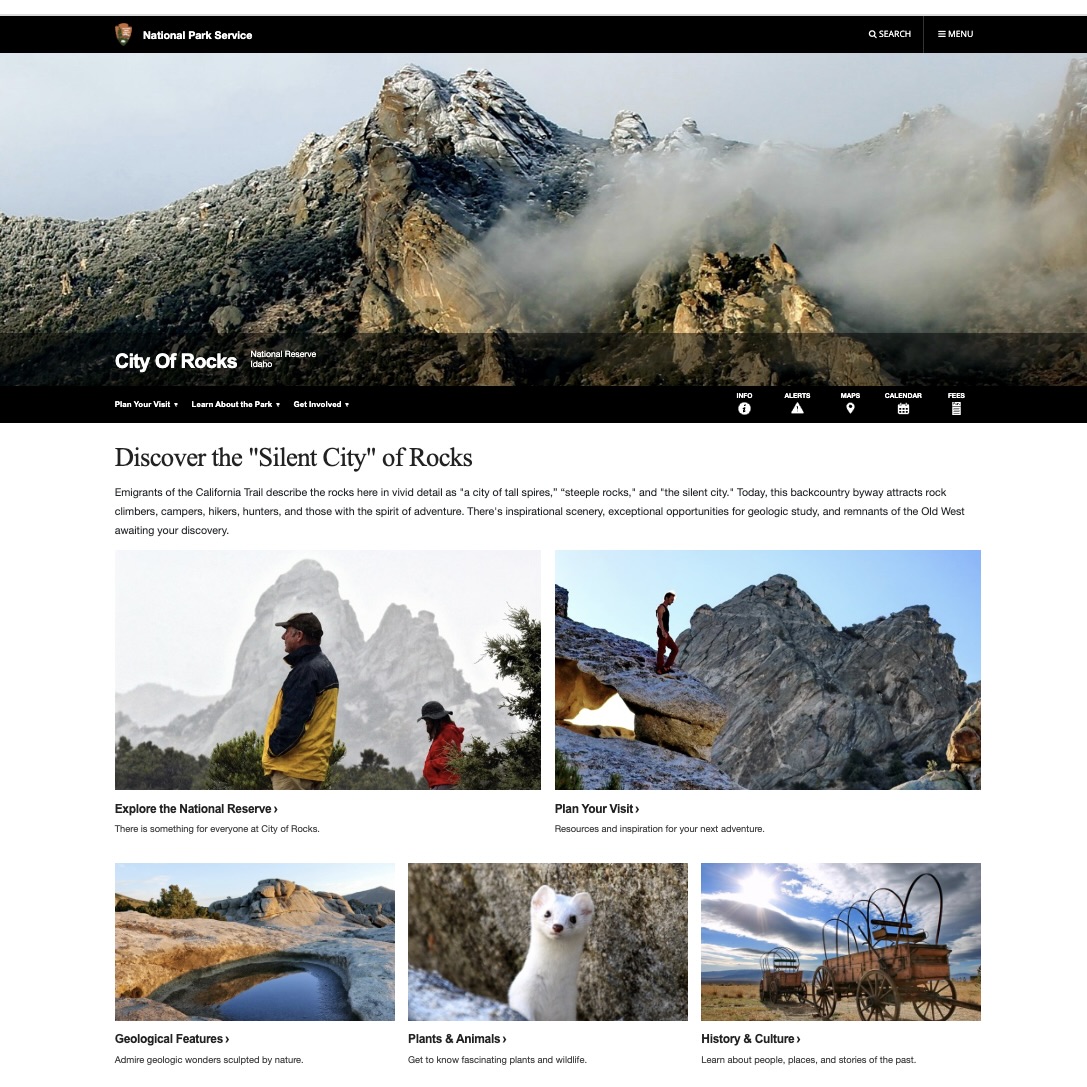 National Park Service
SEARCH
MENU
City Of Rocks
National Reserve
Idaho
Plan Your Visit
Learn About the Park
Get Involved
INFO
ALERTS
MAPS
CALENDAR
FEES
Discover the "Silent City" of Rocks
Emigrants of the California Trail describe the rocks here in vivid detail as "a city of tall spires,” “steeple rocks," and "the silent city." Today, this backcountry byway attracts rock
climbers, campers, hikers, hunters, and those with the spirit of adventure. There's inspirational scenery, exceptional opportunities for geologic study, and remnants of the Old West
awaiting your discovery.
Explore the National Reserve ›
There is something for everyone at City of Rocks.
Plan Your Visit ›
Resources and inspiration for your next adventure.
Geological Features ›
Admire geologic wonders sculpted by nature.
Plants & Animals ›
Get to know fascinating plants and wildlife.
History & Culture ›
Learn about people, places, and stories of the past.